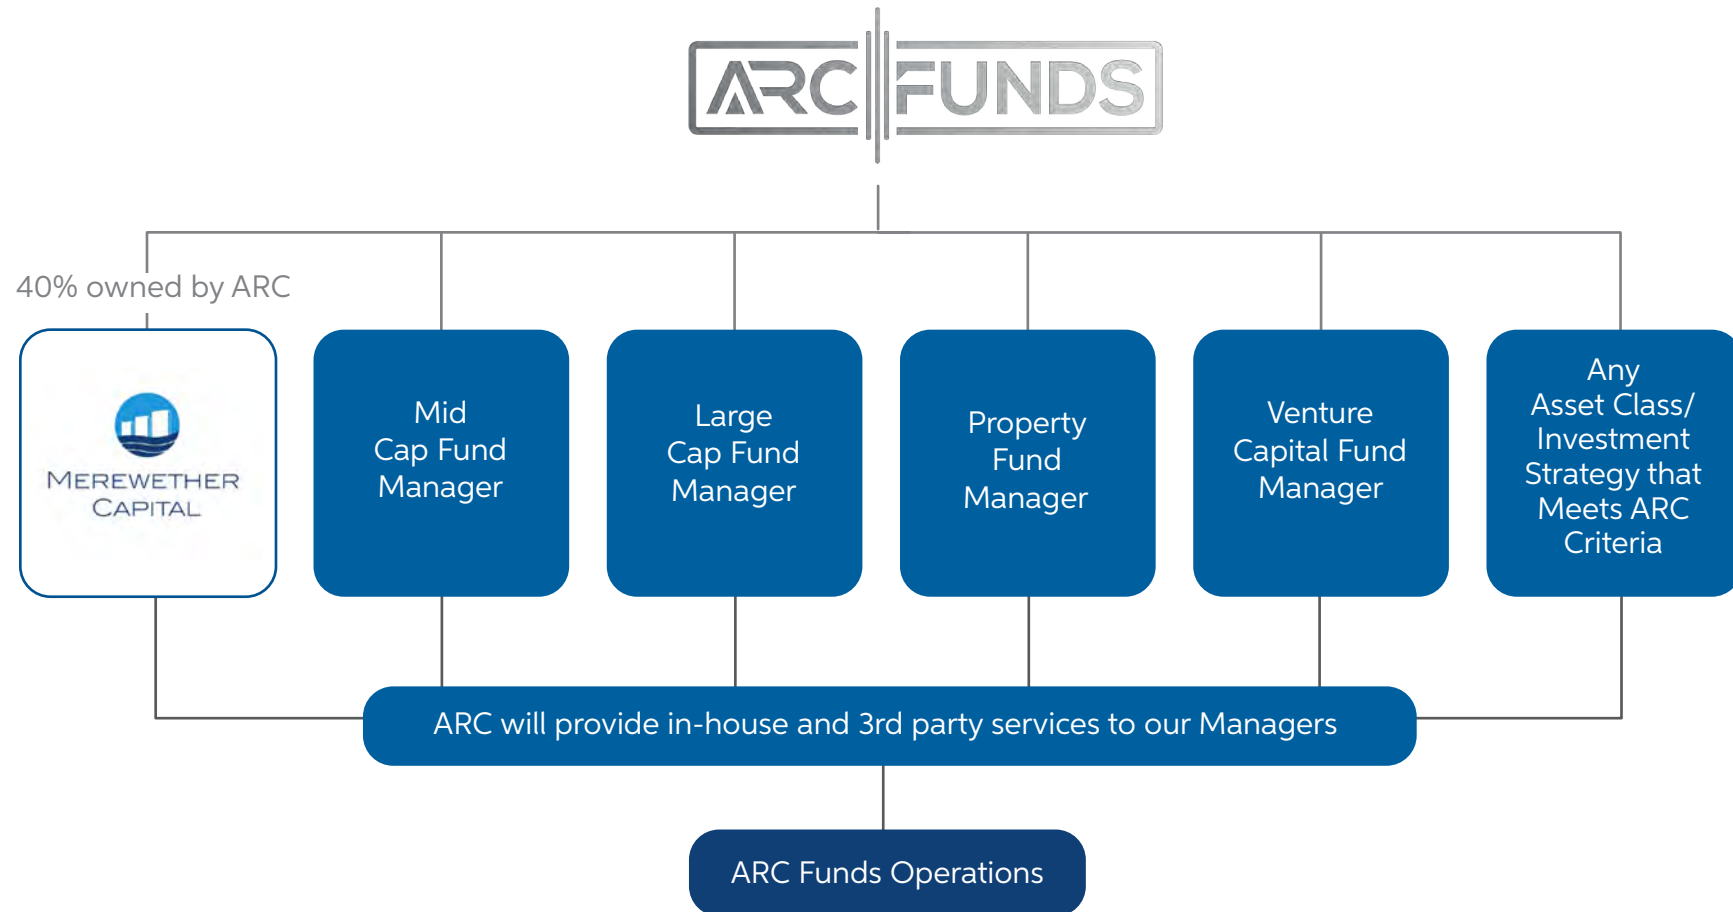 ARC FUNDS
40% owned by ARC
MEREWETHER
CAPITAL
Mid
Cap Fund
Manager
Large
Cap Fund
Manager
Property
Fund
Manager
Venture
Capital Fund
Manager
Any
Asset Class/
Investment
Strategy that
Meets ARC
Criteria
ARC will provide in-house and 3rd party services to our Managers
ARC Funds Operations